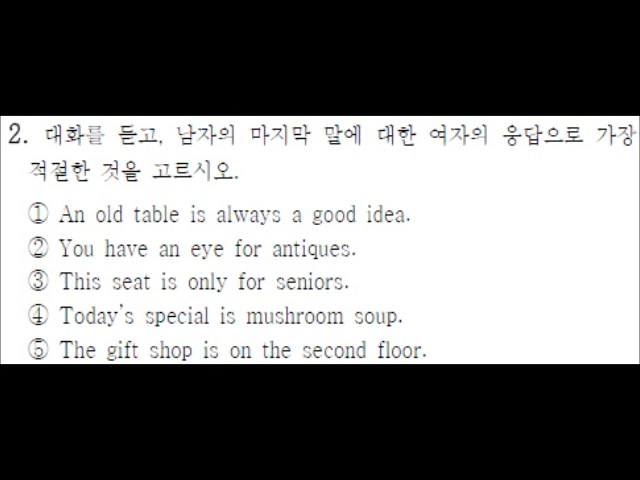 2. 대화를 듣고, 남자의 마지막 말에 대한 여자의 응답으로 가장
적절한 것을 고르시오.
① An old table is always a good idea.
② You have an eye for antiques.
③ This seat is only for seniors.
④ Today's special is mushroom soup.
⑤ The gift shop is on the second floor.